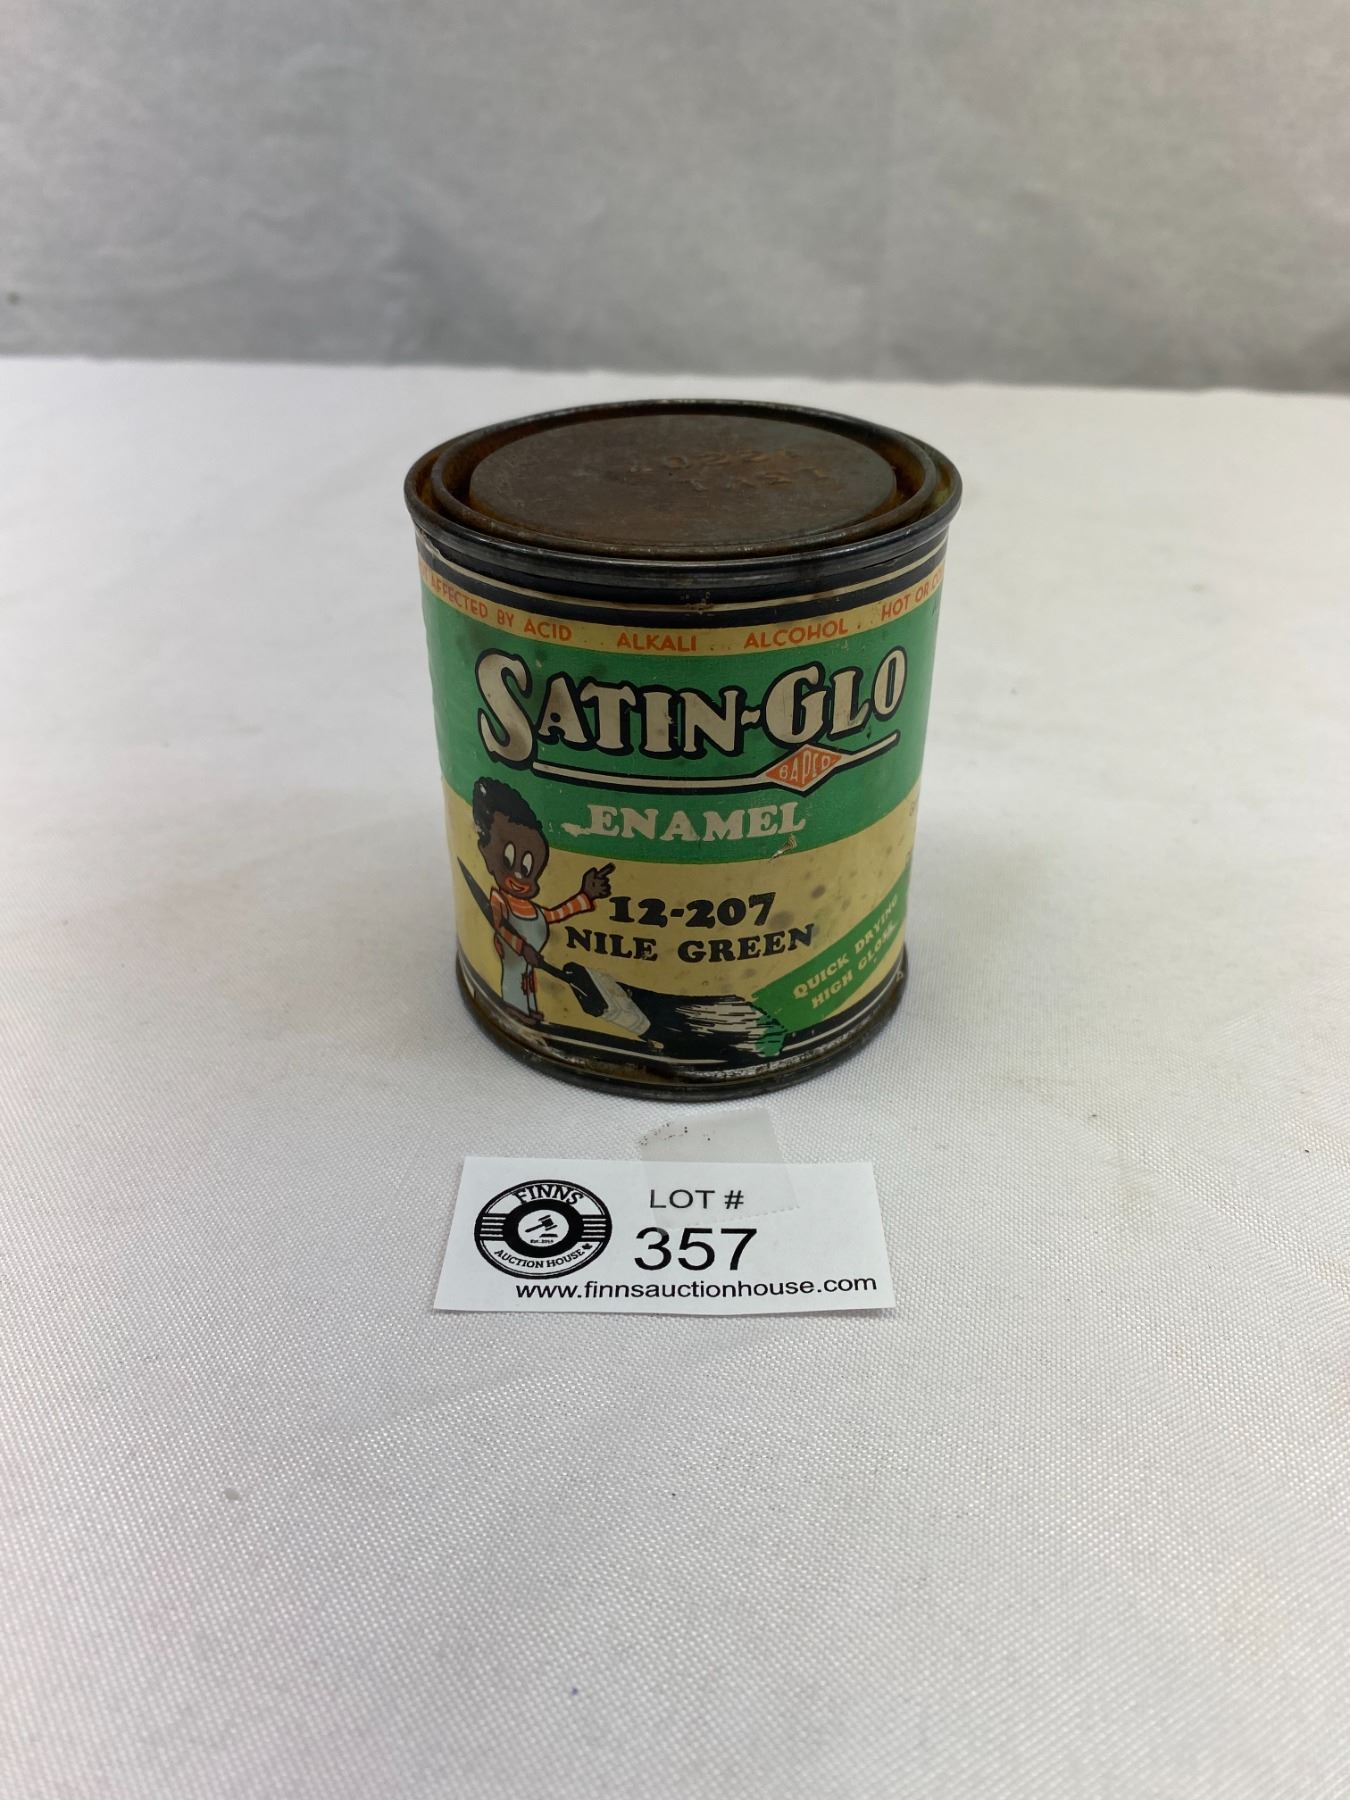 AFFECTED BY ACID . ALKALI . ALCOHOL . HOT OR
SATIN-GLO
BAPCO
ENAMEL
12-207
NILE GREEN
QUICK DRYING
HIGH GLOSS
FINNS
AUCTION HOUSE
LOT #
357
www.finnsauctionhouse.com